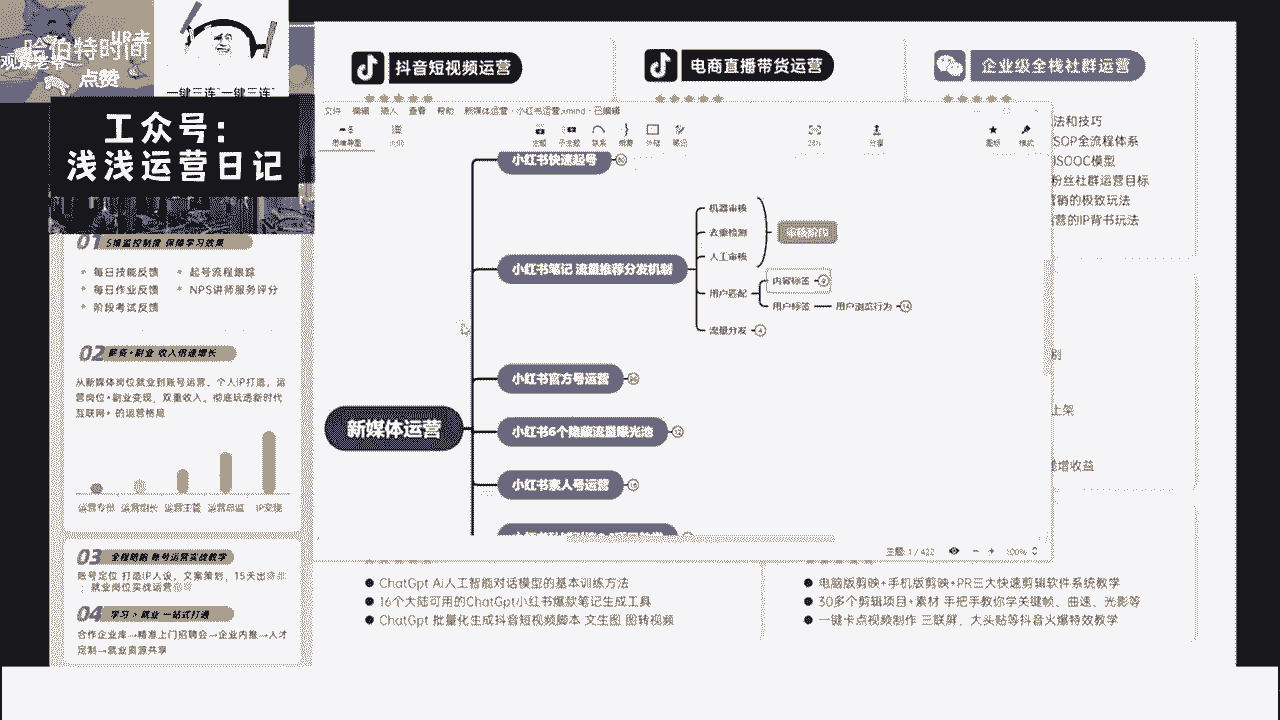 哈伯特时间
点赞
一键三连 一键三连
工众号：
浅浅运营日记
抖音短视频运营
电商直播带货运营
企业级全栈社群运营
文件 编辑 插入 查看 帮助 新媒体运营 - 小红书运营.xmind - 已编辑
思维导图
主题 子主题 联系 概要 外框 笔记
分享
图标 格式
小红书快速起号
小红书笔记 流量推荐分发机制
机器审核
去重检测
人工审核
审核阶段
用户匹配
内容标签
用户标签
用户浏览行为
流量分发
小红书官方号运营
小红书6个隐藏流量曝光池
小红书素人号运营
新媒体运营
主题: 1 / 422
100%
法和技巧
SOP全流程体系
ISOOC模型
粉丝社群运营目标
营销的极致玩法
营的IP背书玩法
上架
增收益
01 5维监控制度 保障学习效果
每日技能反馈 起号流程跟踪
每日作业反馈 NPS讲师服务评分
阶段考试反馈
02 薪资+副业 收入倍速增长
从新媒体岗位就业到账号运营、个人IP打造，运
营岗位+副业变现，双重收入。彻底玩透新时代
互联网+ 的运营格局
运营专员 运营组长 运营主管 运营总监 IP变现
03 全程陪跑 账号运营实战教学
账号定位 打造IP人设，文案策划，15天出
就业岗位实战运营
04 学习 > 就业 一站式打通
合作企业库→精准上门招聘会→企业内推→人才
定制→就业资源共享
ChatGpt Ai人工智能对话模型的基本训练方法
16个大陆可用的ChatGpt小红书爆款笔记生成工具
ChatGpt 批量化生成抖音短视频脚本 文生图 图转视频
电脑版剪映+手机版剪映+PR三大快速剪辑软件系统教学
30多个剪辑项目+素材 手把手教你学关键帧、曲速、光影等
一键卡点视频制作 三联屏，大头贴等抖音火爆特效教学